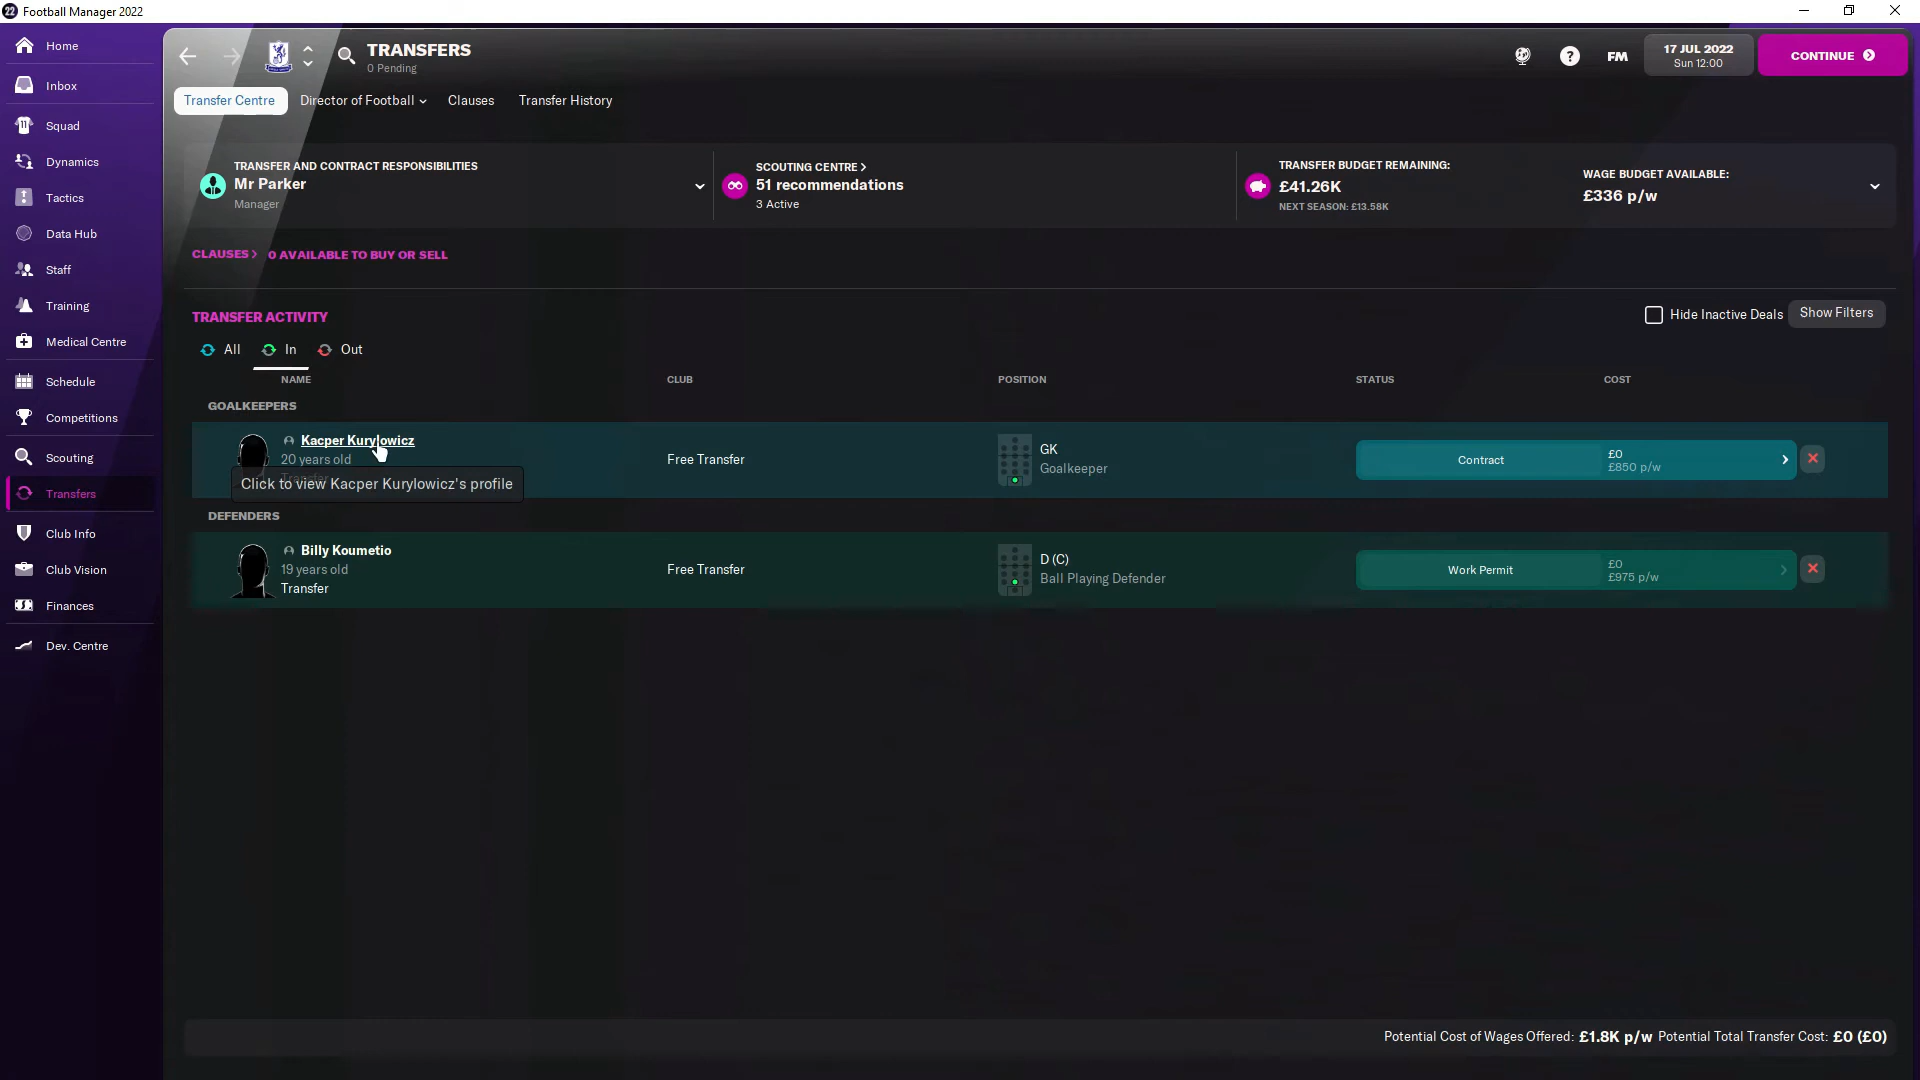 22 Football Manager 2022
Home
Inbox
11 Squad
Dynamics
Tactics
Data Hub
Staff
Training
Medical Centre
Schedule
Competitions
Scouting
Transfers
Club Info
Club Vision
Finances
Dev. Centre
TRANSFERS
0 Pending
? FM
17 JUL 2022
Sun 12:00
CONTINUE
Transfer Centre Director of Football Clauses Transfer History
TRANSFER AND CONTRACT RESPONSIBILITIES
Mr Parker
Manager
SCOUTING CENTRE >
51 recommendations
3 Active
TRANSFER BUDGET REMAINING:
£41.26K
NEXT SEASON: £13.58K
WAGE BUDGET AVAILABLE:
£336 p/w
CLAUSES > 0 AVAILABLE TO BUY OR SELL
TRANSFER ACTIVITY
Hide Inactive Deals Show Filters
All In Out
NAME CLUB POSITION STATUS COST
GOALKEEPERS
Kacper Kurylowicz
20 years old
Transfer
Free Transfer
GK
Goalkeeper
Contract
£0
£850 p/w
Click to view Kacper Kurylowicz's profile
DEFENDERS
Billy Koumetio
19 years old
Transfer
Free Transfer
D (C)
Ball Playing Defender
Work Permit
£0
£975 p/w
Potential Cost of Wages Offered: £1.8K p/w Potential Total Transfer Cost: £0 (£0)